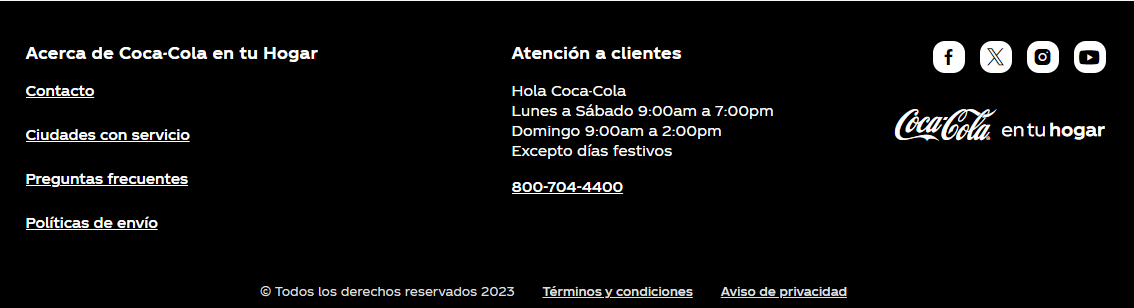 Acerca de Coca-Cola en tu Hogar
Contacto
Ciudades con servicio
Preguntas frecuentes
Políticas de envío
Atención a clientes
Hola Coca-Cola
Lunes a Sábado 9:00am a 7:00pm
Domingo 9:00am a 2:00pm
Excepto días festivos
800-704-4400
Coca-Cola® en tu hogar
© Todos los derechos reservados 2023 Términos y condiciones Aviso de privacidad